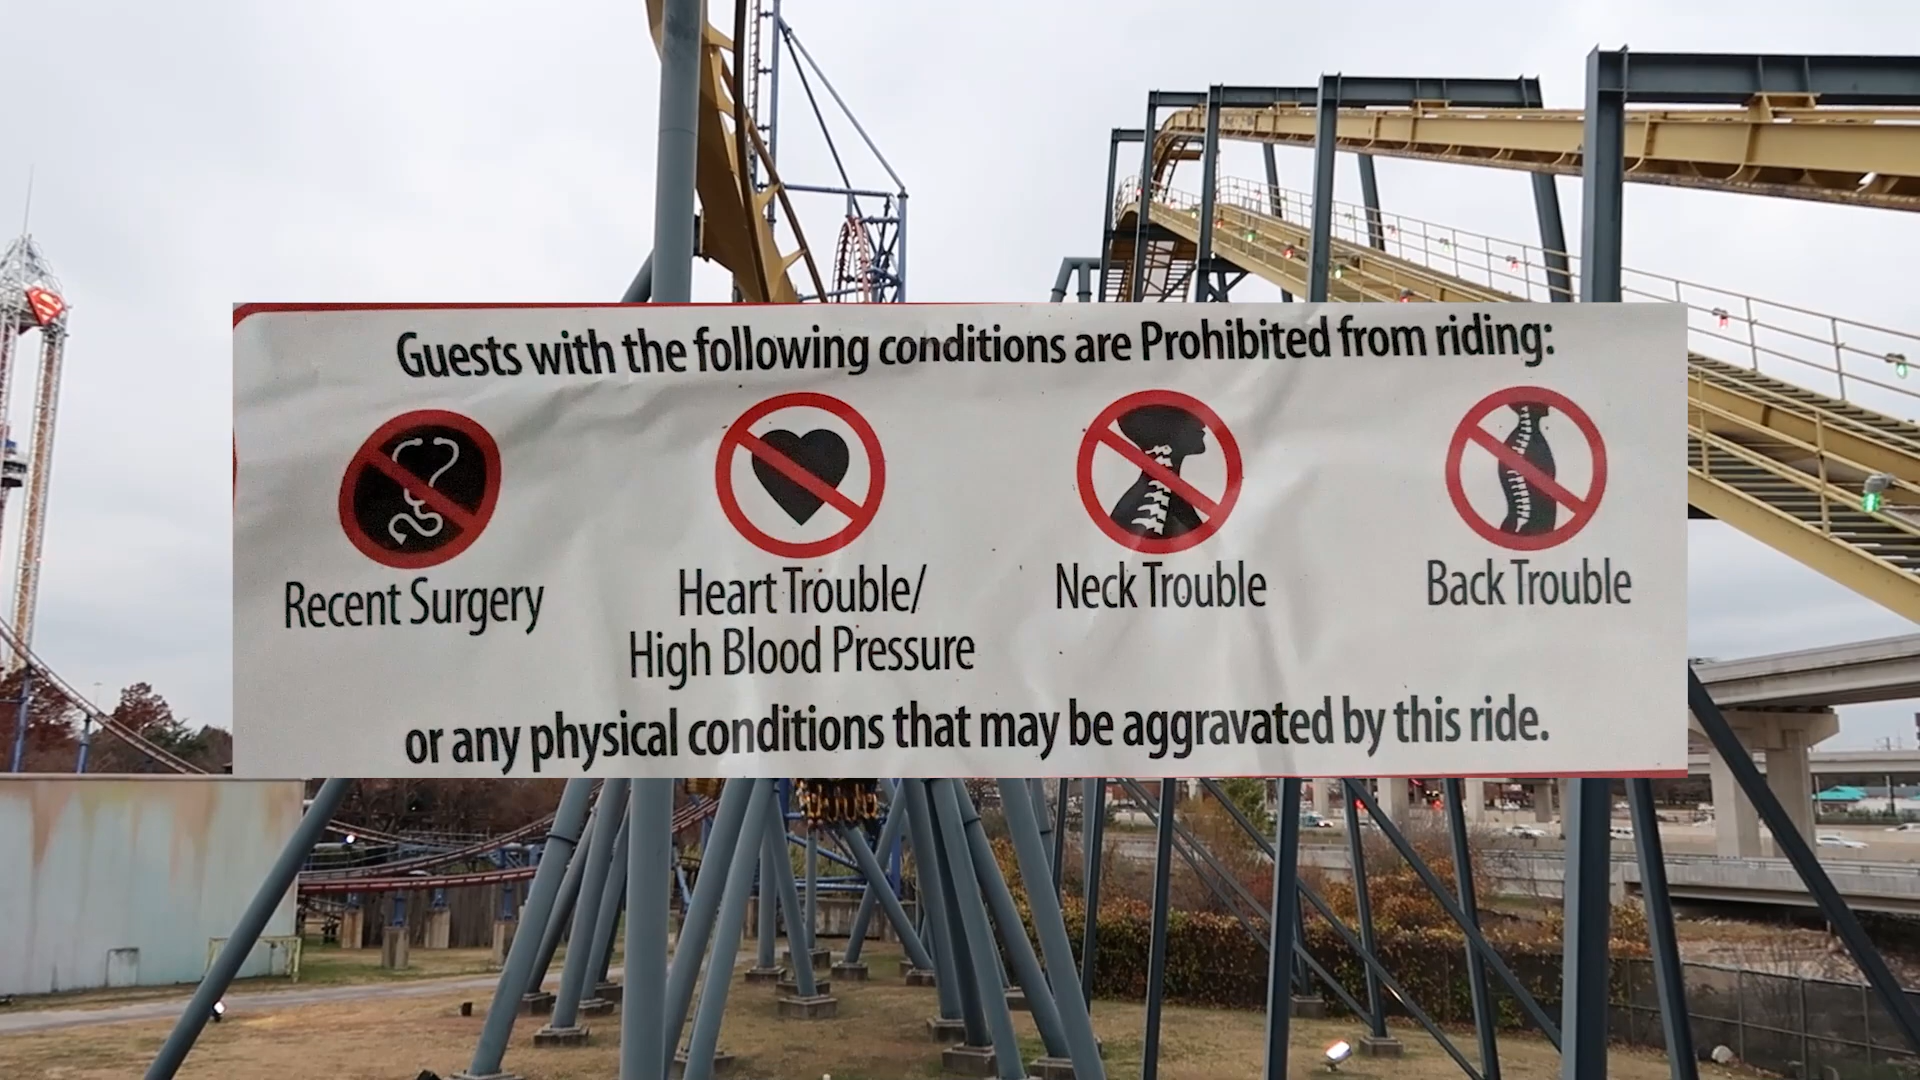 Guests with the following conditions are Prohibited from riding:
Recent Surgery
Heart Trouble/
High Blood Pressure
Neck Trouble
Back Trouble
or any physical conditions that may be aggravated by this ride.